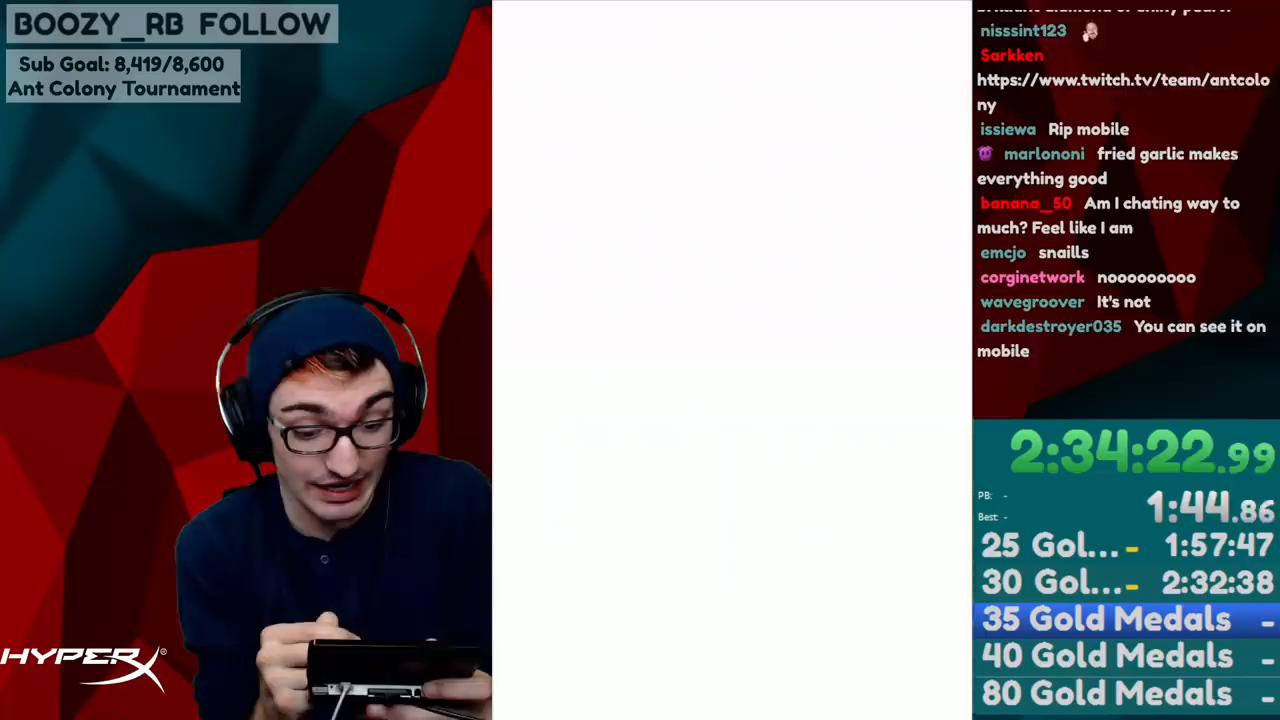 BOOZY_RB FOLLOW
Sub Goal: 8,419/8,600
Ant Colony Tournament
HYPERX®
nisssint123
Sarkken
https://www.twitch.tv/team/antcolo
ny
issiewa Rip mobile
marlononi fried garlic makes
everything good
banana_50 Am I chating way to
much? Feel like I am
emcjo snaills
corginetwork nooooooooo
wavegroover It's not
darkdestroyer035 You can see it on
mobile
2:34:22.99
PB: -
Best: -
1:44.86
25 Gol... - 1:57:47
30 Gol... - 2:32:38
35 Gold Medals -
40 Gold Medals -
80 Gold Medals -